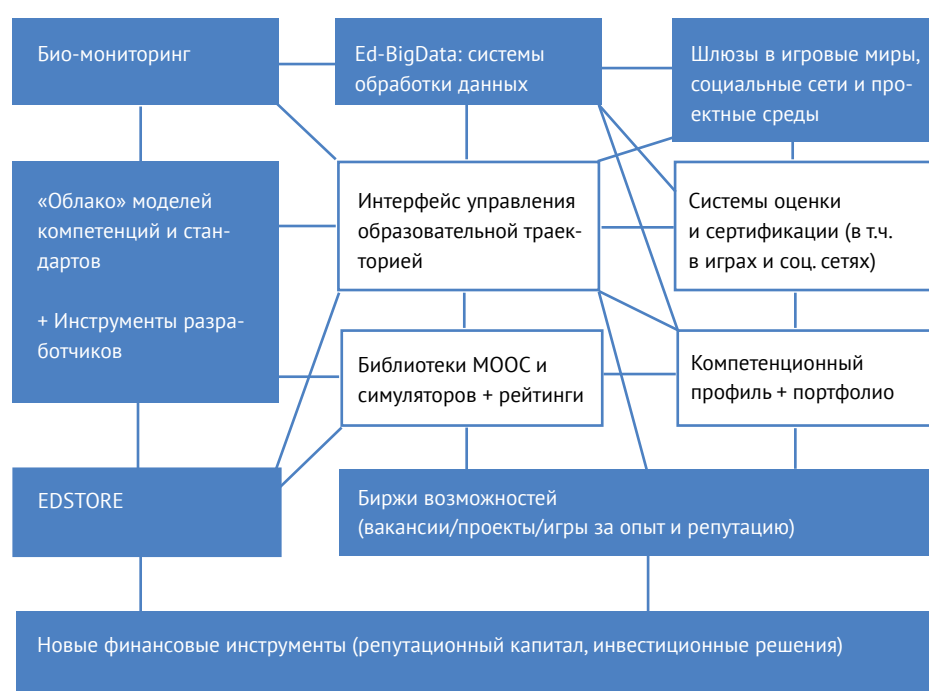 Био-мониторинг
Ed-BigData: системы
обработки данных
Шлюзы в игровые миры,
социальные сети и про-
ектные среды
«Облако» моделей
компетенций и стан-
дартов
+ Инструменты разра-
ботчиков
Интерфейс управления
образовательной траек-
торией
Системы оценки
и сертификации (в т.ч.
в играх и соц. сетях)
Библиотеки МООС и
симуляторов + рейтинги
Компетенционный
профиль + портфолио
EDSTORE
Биржи возможностей
(вакансии/проекты/игры за опыт и репутацию)
Новые финансовые инструменты (репутационный капитал, инвестиционные решения)